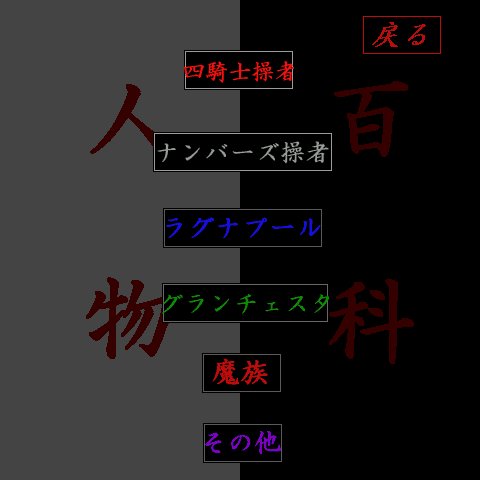 戻る
四騎士操者
人
百
ナンバーズ操者
ラグナプール
物
科
グランチェスタ
魔族
その他